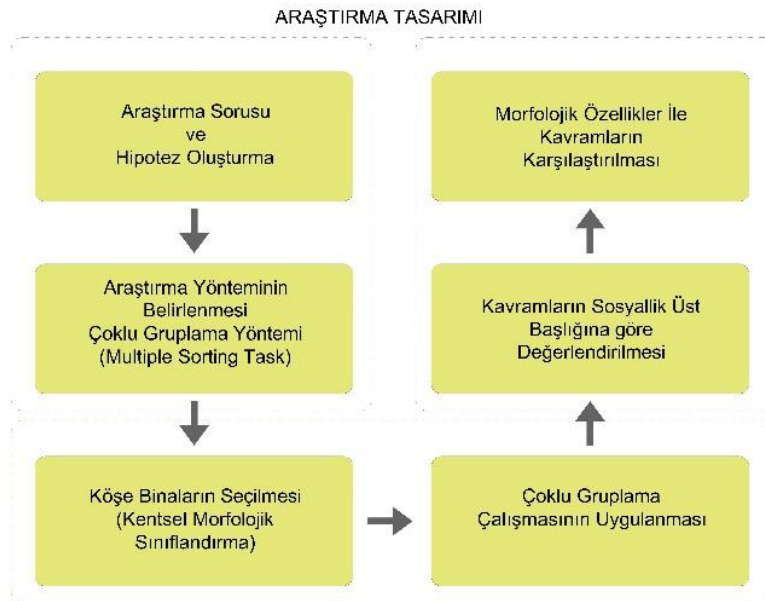 ARAŞTIRMA TASARIMI
Araştırma Sorusu
ve
Hipotez Oluşturma
Araştırma Yönteminin
Belirlenmesi
Çoklu Gruplama Yöntemi
(Multiple Sorting Task)
Köşe Binaların Seçilmesi
(Kentsel Morfolojik
Sınıflandırma)
Çoklu Gruplama
Çalışmasının Uygulanması
Kavramların Sosyallik Üst
Başlığına göre
Değerlendirilmesi
Morfolojik Özellikler İle
Kavramların
Karşılaştırılması